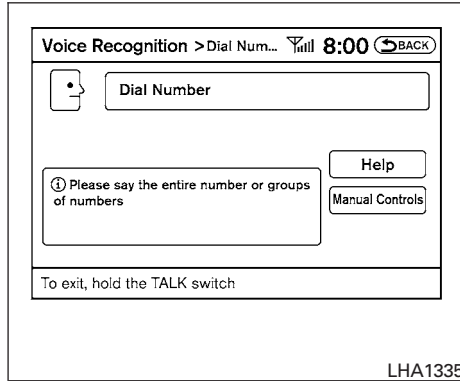 Voice Recognition > Dial Num... 8:00 BACK
Dial Number
Help
ⓘ Please say the entire number or groups
of numbers
Manual Controls
To exit, hold the TALK switch
LHA1335